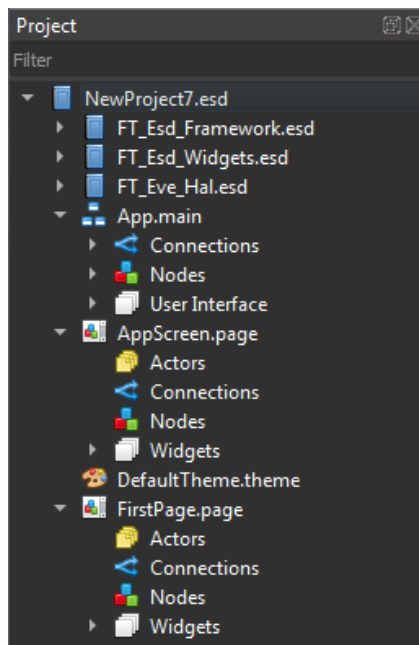 Project
Filter
NewProject7.esd
FT_Esd_Framework.esd
FT_Esd_Widgets.esd
FT_Eve_Hal.esd
App.main
Connections
Nodes
User Interface
AppScreen.page
Actors
Connections
Nodes
Widgets
DefaultTheme.theme
FirstPage.page
Actors
Connections
Nodes
Widgets